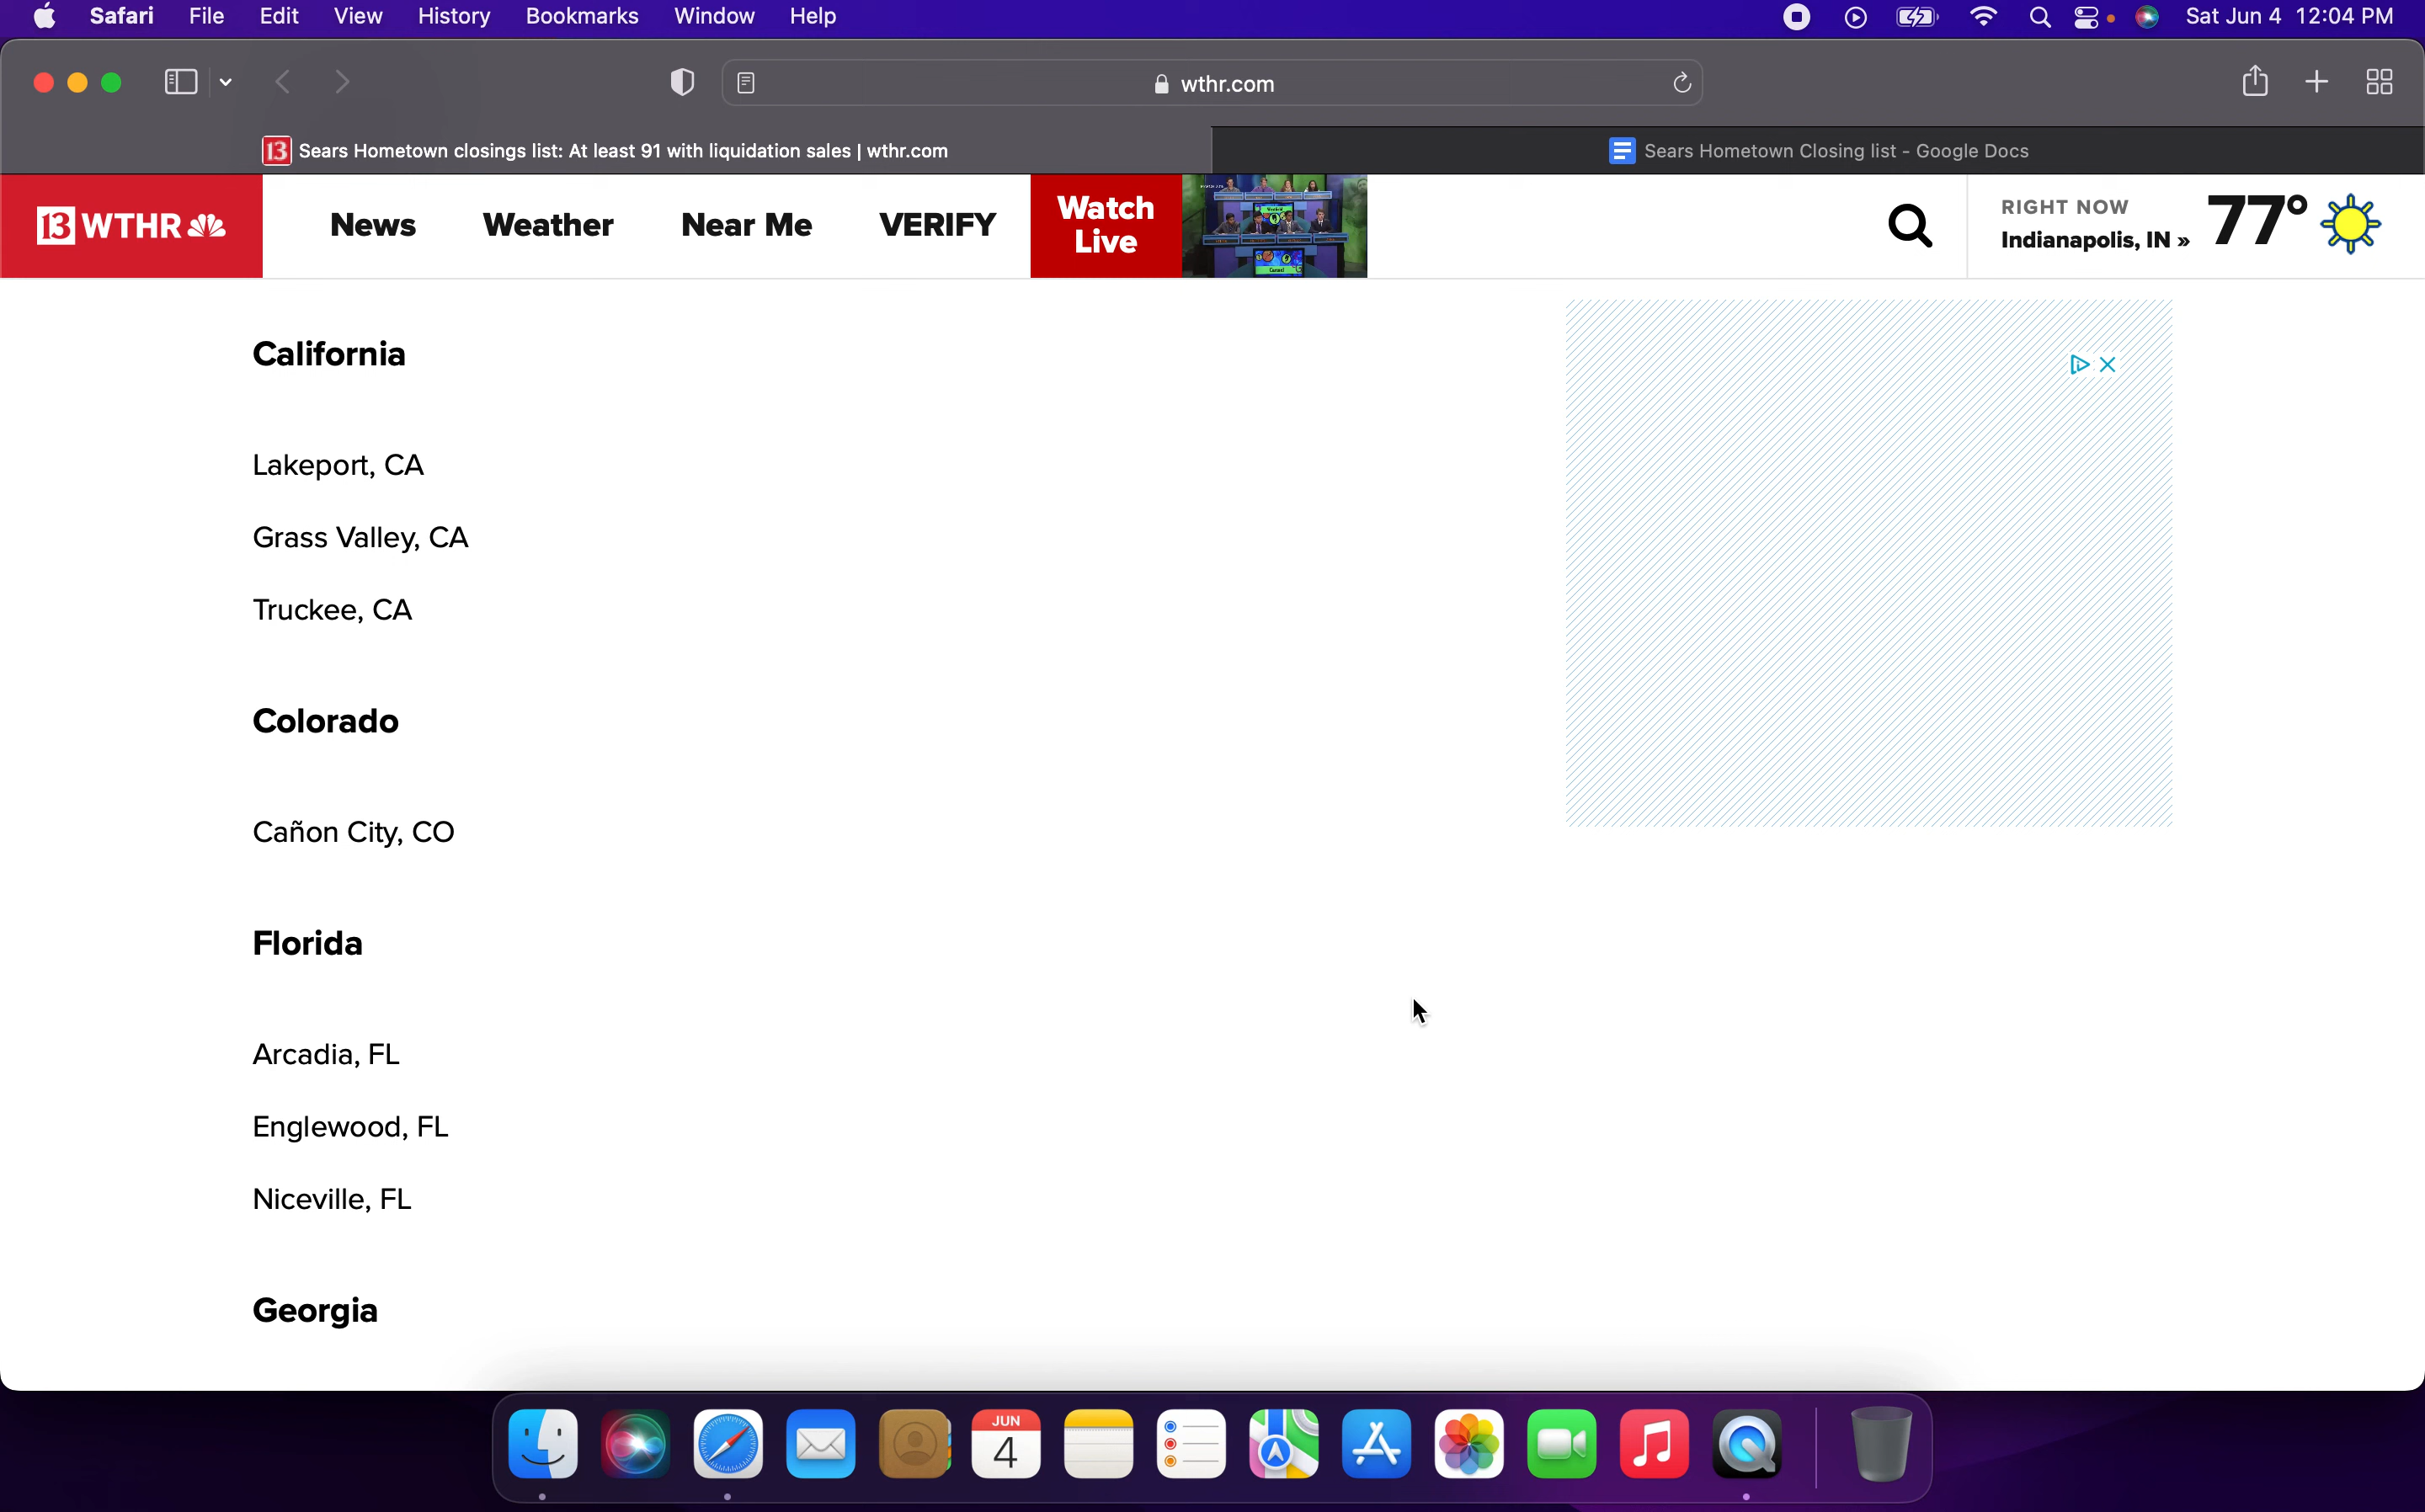 Safari File Edit View History Bookmarks Window Help Sat Jun 4 12:04 PM
wthr.com
13 Sears Hometown closings list: At least 91 with liquidation sales | wthr.com
Sears Hometown Closing list - Google Docs
13 WTHR News Weather Near Me VERIFY Watch Live
RIGHT NOW
Indianapolis, IN » 77°
California
Lakeport, CA
Grass Valley, CA
Truckee, CA
Colorado
Cañon City, CO
Florida
Arcadia, FL
Englewood, FL
Niceville, FL
Georgia
JUN
4